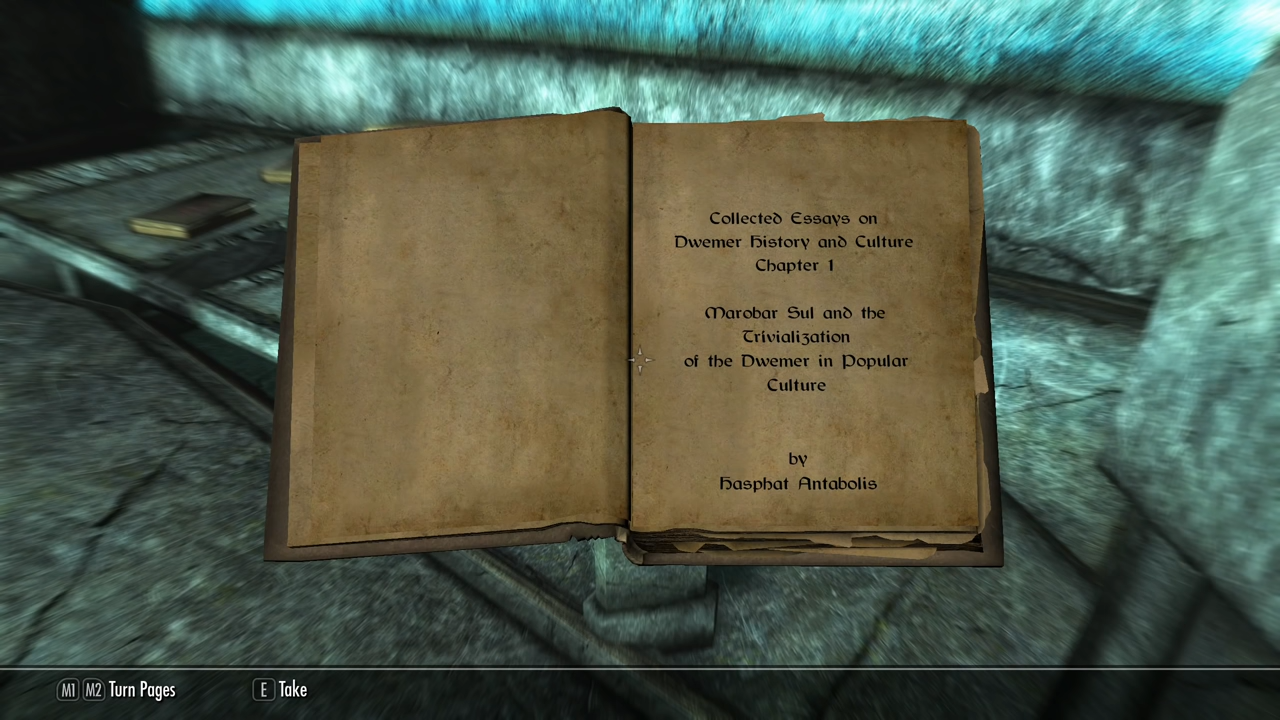 Collected Essays on
Dwemer History and Culture
Chapter 1
Marobar Sul and the
Trivialization
of the Dwemer in Popular
Culture
by
Hasphat Antabolis
M1 M2 Turn Pages
E Take